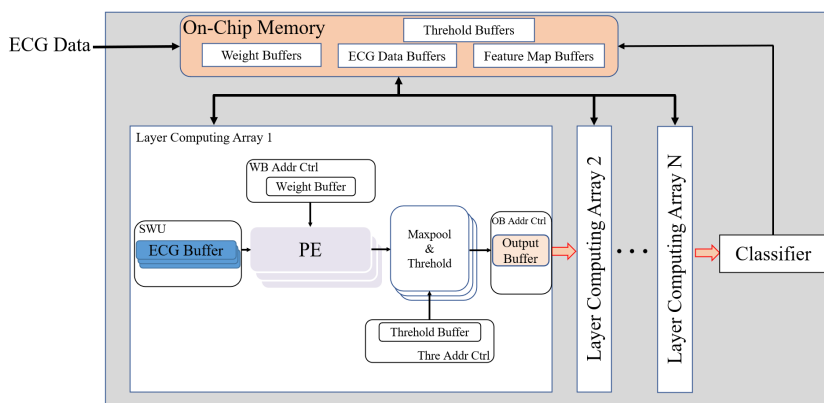 ECG Data
On-Chip Memory
Threhold Buffers
Weight Buffers
ECG Data Buffers
Feature Map Buffers
Layer Computing Array 1
WB Addr Ctrl
Weight Buffer
SWU
ECG Buffer
PE
Maxpool
&
Threhold
OB Addr Ctrl
Output
Buffer
Threhold Buffer
Thre Addr Ctrl
Layer Computing Array 2
...
Layer Computing Array N
Classifier